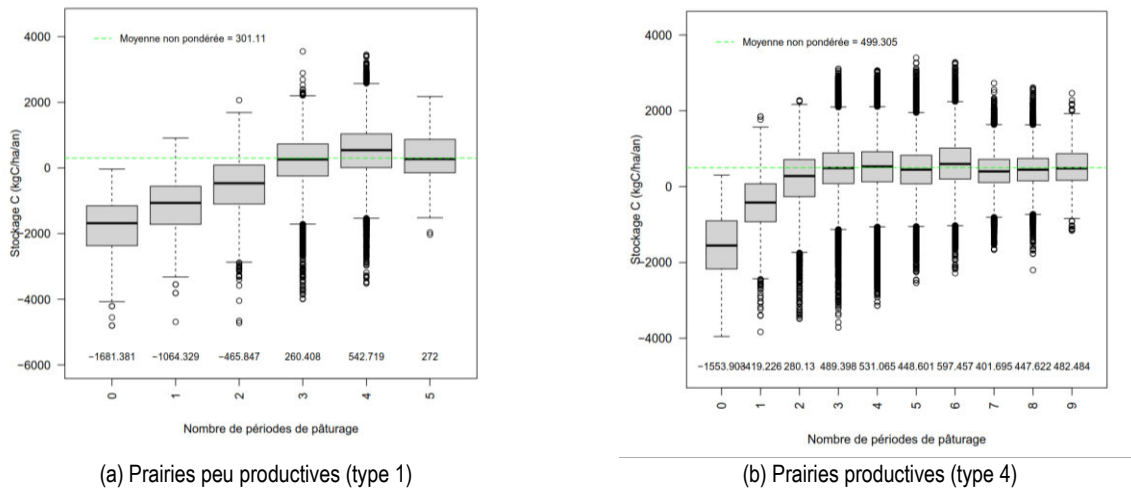 4000
2000
0
−2000
−4000
−6000
Stockage C (kgC/ha/an)
Moyenne non pondérée = 301.11
−1681.381 −1064.329 −465.847 260.408 542.719 272
0 1 2 3 4 5
Nombre de périodes de pâturage
(a) Prairies peu productives (type 1)
4000
2000
0
−2000
−4000
Stockage C (kgC/ha/an)
Moyenne non pondérée = 499.305
−1553.903 −419.226 280.13 489.398 531.065 448.601 597.457 401.695 447.622 482.484
0 1 2 3 4 5 6 7 8 9
Nombre de périodes de pâturage
(b) Prairies productives (type 4)